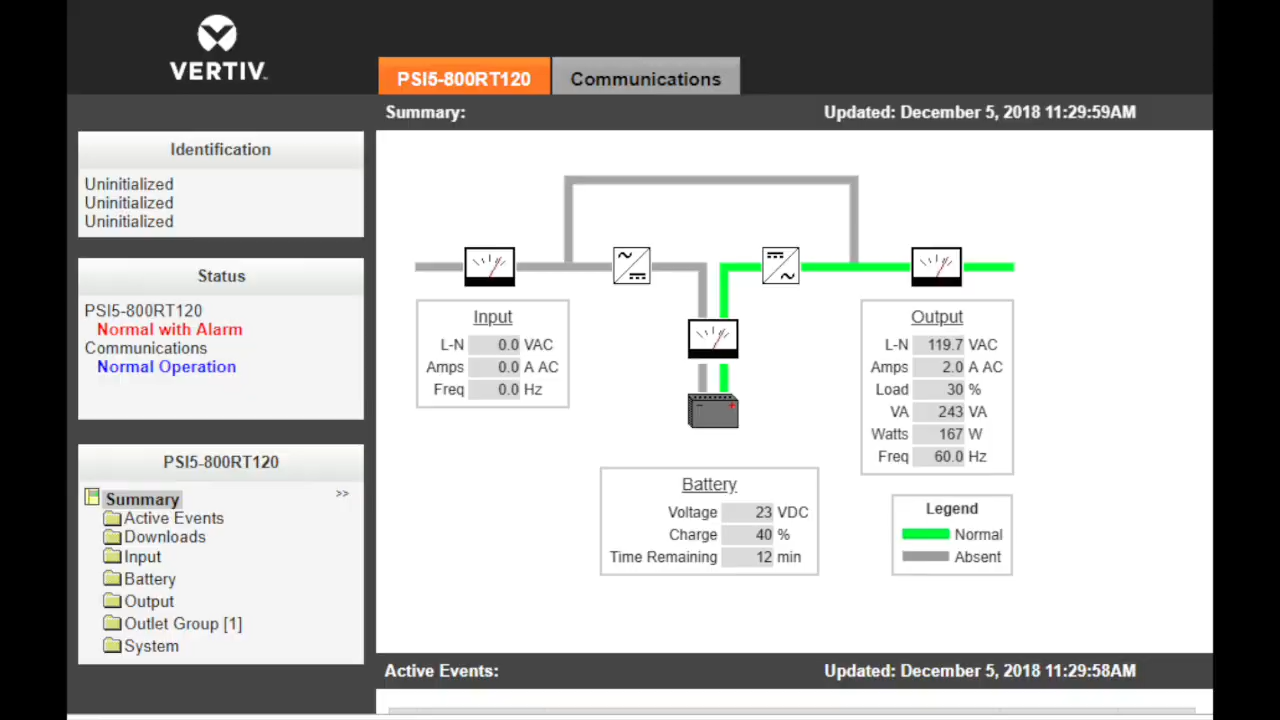 VERTIV
PSI5-800RT120
Communications
Summary:
Updated: December 5, 2018 11:29:59AM
Identification
Uninitialized
Uninitialized
Uninitialized
Status
PSI5-800RT120
Normal with Alarm
Communications
Normal Operation
PSI5-800RT120
Summary >>
Active Events
Downloads
Input
Battery
Output
Outlet Group [1]
System
Input
L-N 0.0 VAC
Amps 0.0 A AC
Freq 0.0 Hz
Output
L-N 119.7 VAC
Amps 2.0 A AC
Load 30 %
VA 243 VA
Watts 167 W
Freq 60.0 Hz
Battery
Voltage 23 VDC
Charge 40 %
Time Remaining 12 min
Legend
Normal
Absent
Active Events:
Updated: December 5, 2018 11:29:58AM